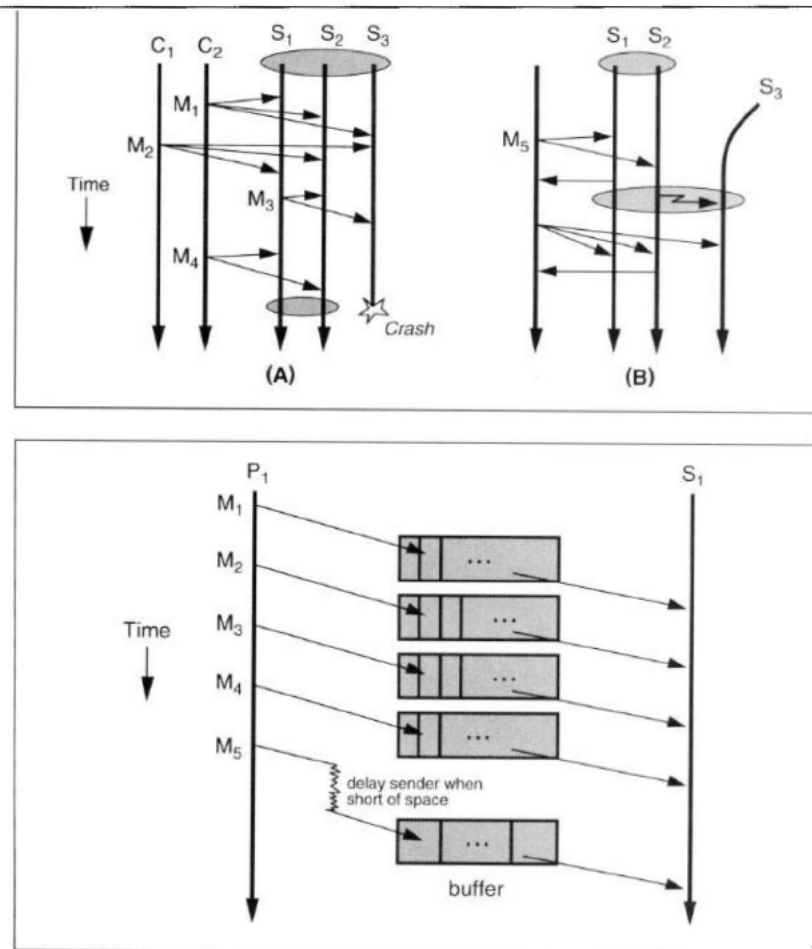 C₁ C₂ S₁ S₂ S₃
M₁
M₂
Time
M₃
M₄
Crash
(A)
S₁ S₂
S₃
M₅
(B)
P₁ S₁
M₁
...
M₂
...
Time
M₃
...
M₄
...
M₅
delay sender when
short of space
...
buffer